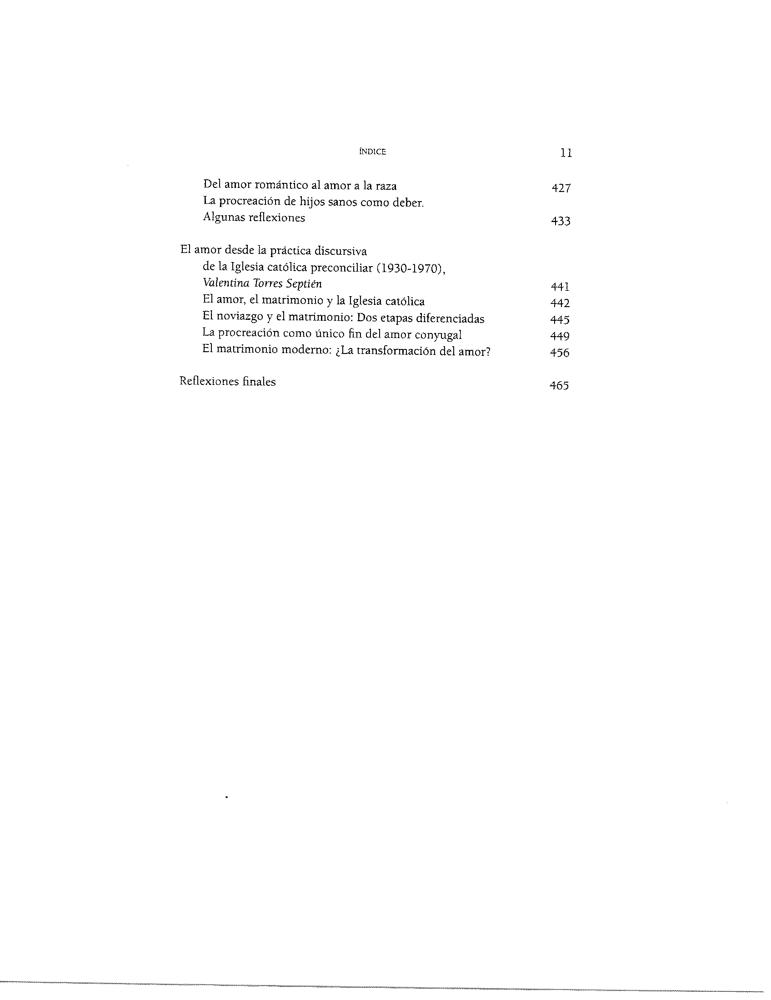 ÍNDICE 11
Del amor romántico al amor a la raza 427
La procreación de hijos sanos como deber.
Algunas reflexiones 433
El amor desde la práctica discursiva
de la Iglesia católica preconciliar (1930-1970),
Valentina Torres Septién 441
El amor, el matrimonio y la Iglesia católica 442
El noviazgo y el matrimonio: Dos etapas diferenciadas 445
La procreación como único fin del amor conyugal 449
El matrimonio moderno: ¿La transformación del amor? 456
Reflexiones finales 465